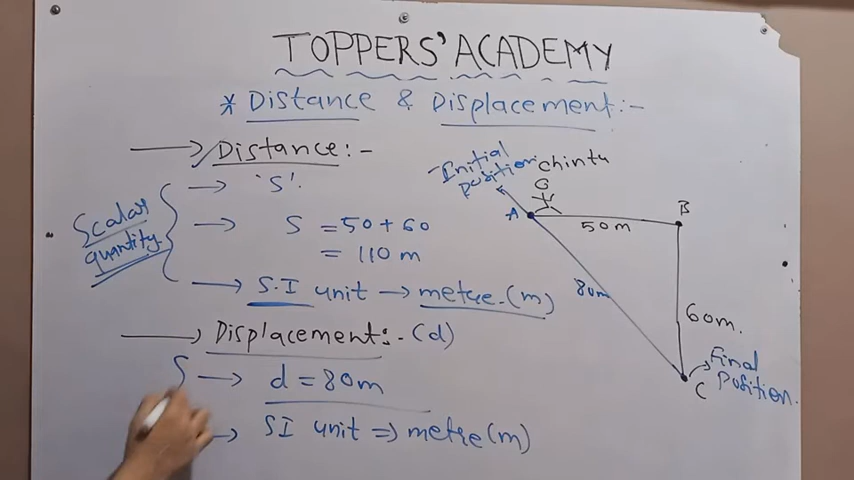 TOPPERS' ACADEMY
* Distance & Displacement:-
→ Distance:-
→ 'S'.
Scalar quantity.
→ S = 50 + 60
= 110 m
→ S.I unit → metre.(m)
→ Displacement:-(d)
→ d = 80m
→ SI unit ⇒ metre(m)
Initial position
chintu
A
50 m
B
80m
60m.
C
Final position.